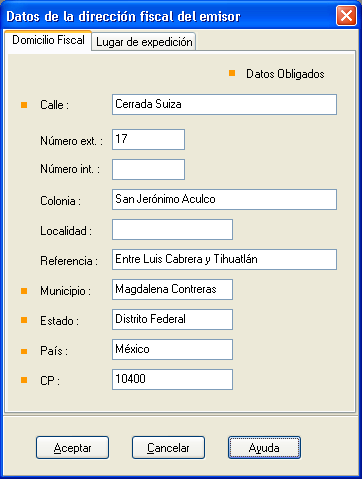 Datos de la dirección fiscal del emisor
Domicilio Fiscal Lugar de expedición
Datos Obligados
Calle : Cerrada Suiza
Número ext. : 17
Número int. :
Colonia : San Jerónimo Aculco
Localidad :
Referencia : Entre Luis Cabrera y Tihuatlán
Municipio : Magdalena Contreras
Estado : Distrito Federal
País : México
CP : 10400
Aceptar Cancelar Ayuda